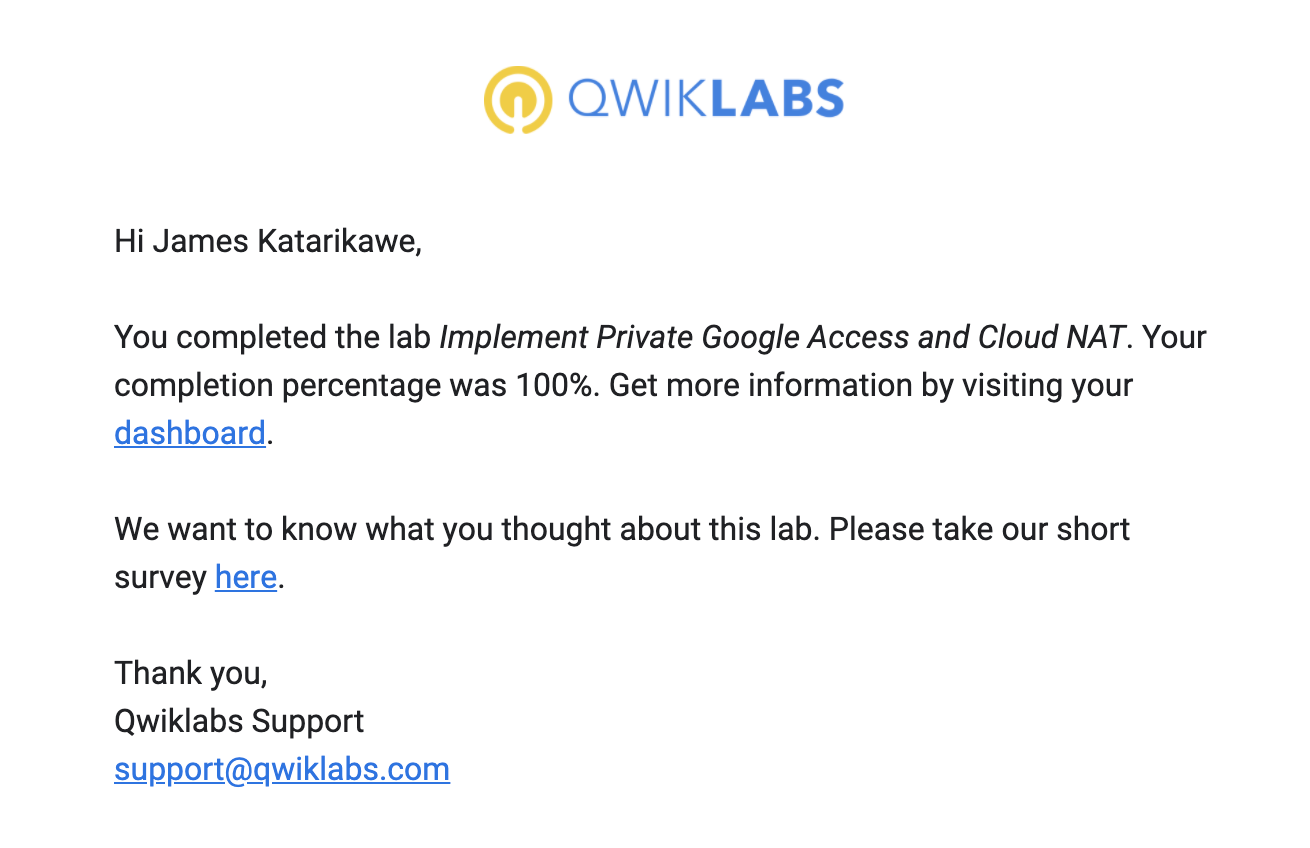 QWIKLABS
Hi James Katarikawe,
You completed the lab Implement Private Google Access and Cloud NAT. Your
completion percentage was 100%. Get more information by visiting your
dashboard.
We want to know what you thought about this lab. Please take our short
survey here.
Thank you,
Qwiklabs Support
support@qwiklabs.com